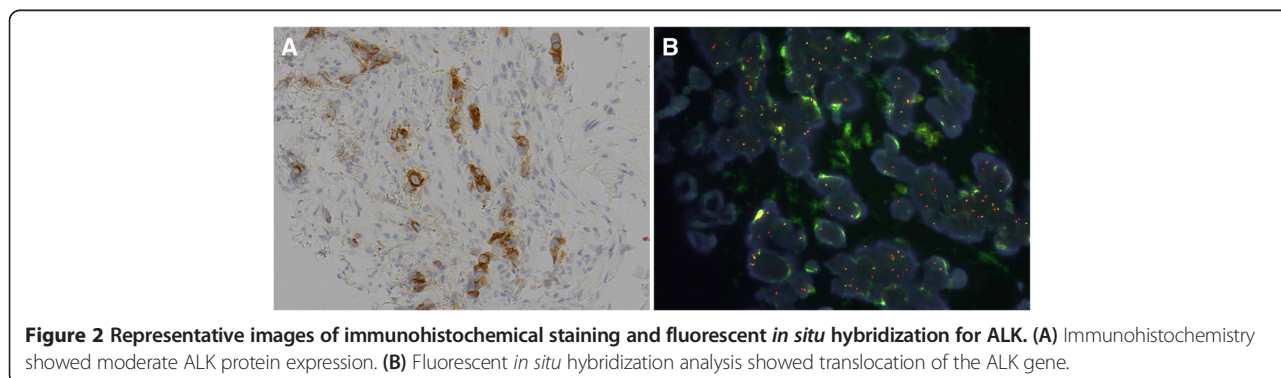 A
B
Figure 2 Representative images of immunohistochemical staining and fluorescent in situ hybridization for ALK. (A) Immunohistochemistry
showed moderate ALK protein expression. (B) Fluorescent in situ hybridization analysis showed translocation of the ALK gene.